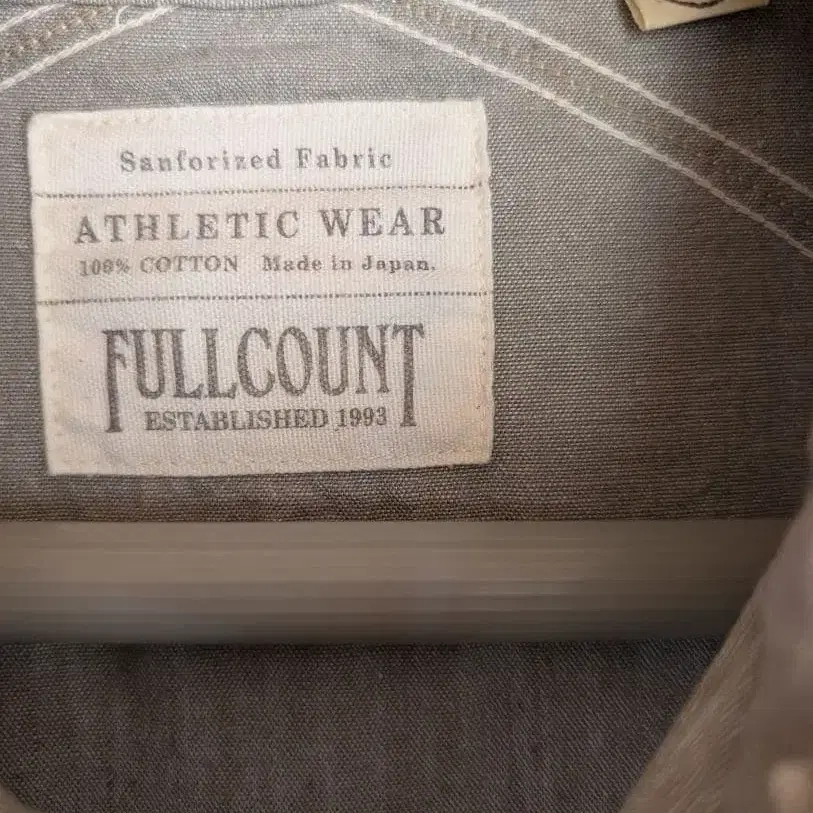 Sanforized Fabric
ATHLETIC WEAR
100% COTTON Made in Japan.
FULLCOUNT
ESTABLISHED 1993